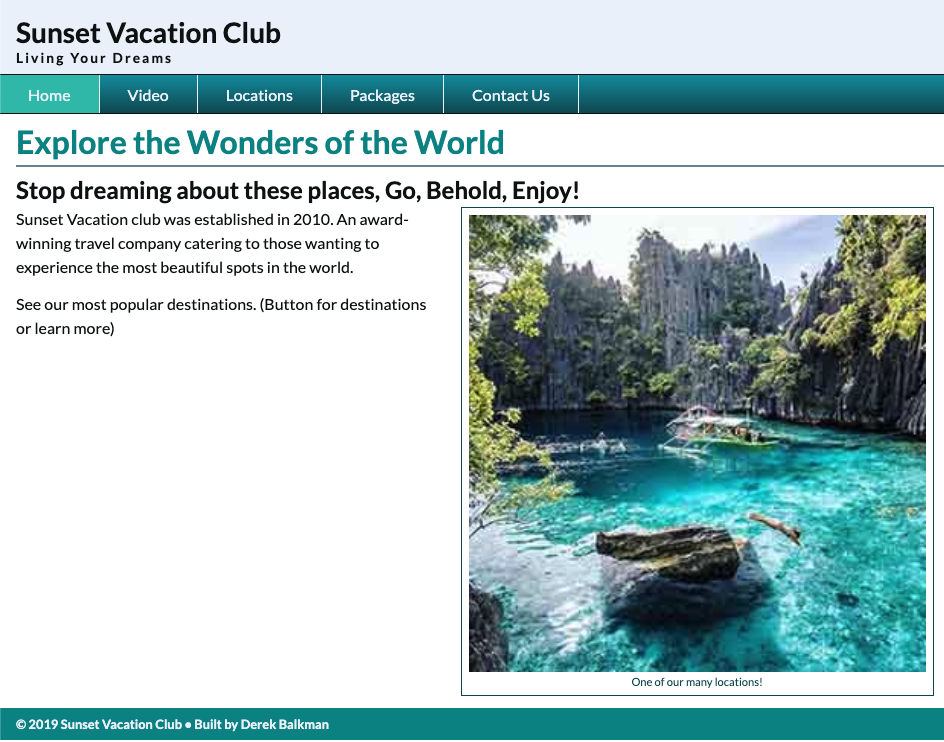 Sunset Vacation Club
Living Your Dreams
Home Video Locations Packages Contact Us
Explore the Wonders of the World
Stop dreaming about these places, Go, Behold, Enjoy!
Sunset Vacation club was established in 2010. An award-
winning travel company catering to those wanting to
experience the most beautiful spots in the world.
See our most popular destinations. (Button for destinations
or learn more)
One of our many locations!
© 2019 Sunset Vacation Club • Built by Derek Balkman